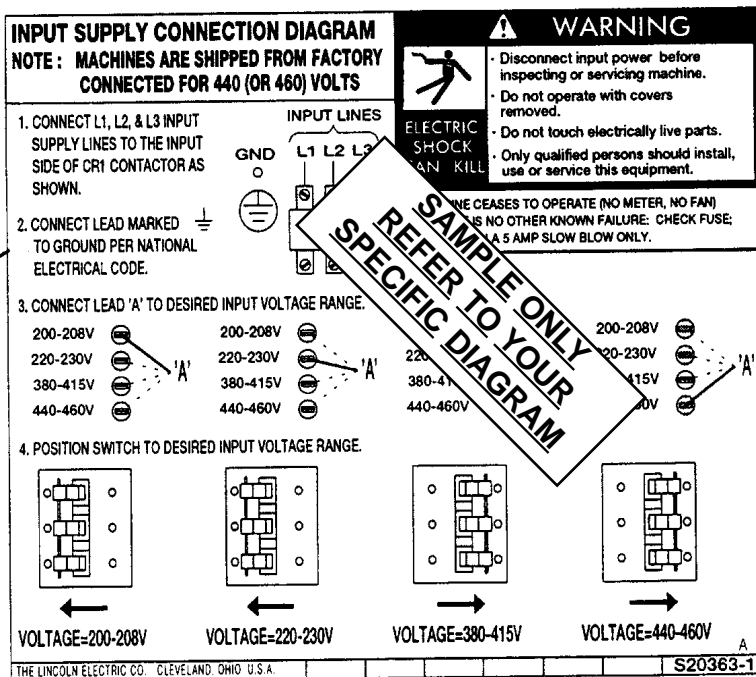 INPUT SUPPLY CONNECTION DIAGRAM
NOTE: MACHINES ARE SHIPPED FROM FACTORY
CONNECTED FOR 440 (OR 460) VOLTS
WARNING
· Disconnect input power before
inspecting or servicing machine.
· Do not operate with covers
removed.
· Do not touch electrically live parts.
· Only qualified persons should install,
use or service this equipment.
ELECTRIC
SHOCK
KILL
1. CONNECT L1, L2, & L3 INPUT
SUPPLY LINES TO THE INPUT
SIDE OF CR1 CONTACTOR AS
SHOWN.
INPUT LINES
GND
L1 L2 L3
CEASES TO OPERATE (NO METER, NO FAN)
IS NO OTHER KNOWN FAILURE: CHECK FUSE;
A 5 AMP SLOW BLOW ONLY.
2. CONNECT LEAD MARKED
TO GROUND PER NATIONAL
ELECTRICAL CODE.
SAMPLE ONLY
REFER TO YOUR
SPECIFIC DIAGRAM
3. CONNECT LEAD 'A' TO DESIRED INPUT VOLTAGE RANGE.
200-208V
220-230V
380-415V
440-460V
'A'
200-208V
220-230V
380-415V
440-460V
'A'
440-460V
200-208V
'A'
4. POSITION SWITCH TO DESIRED INPUT VOLTAGE RANGE.
VOLTAGE=200-208V
VOLTAGE=220-230V
VOLTAGE=380-415V
VOLTAGE=440-460V
A
THE LINCOLN ELECTRIC CO. CLEVELAND, OHIO U.S.A.
S20363-1